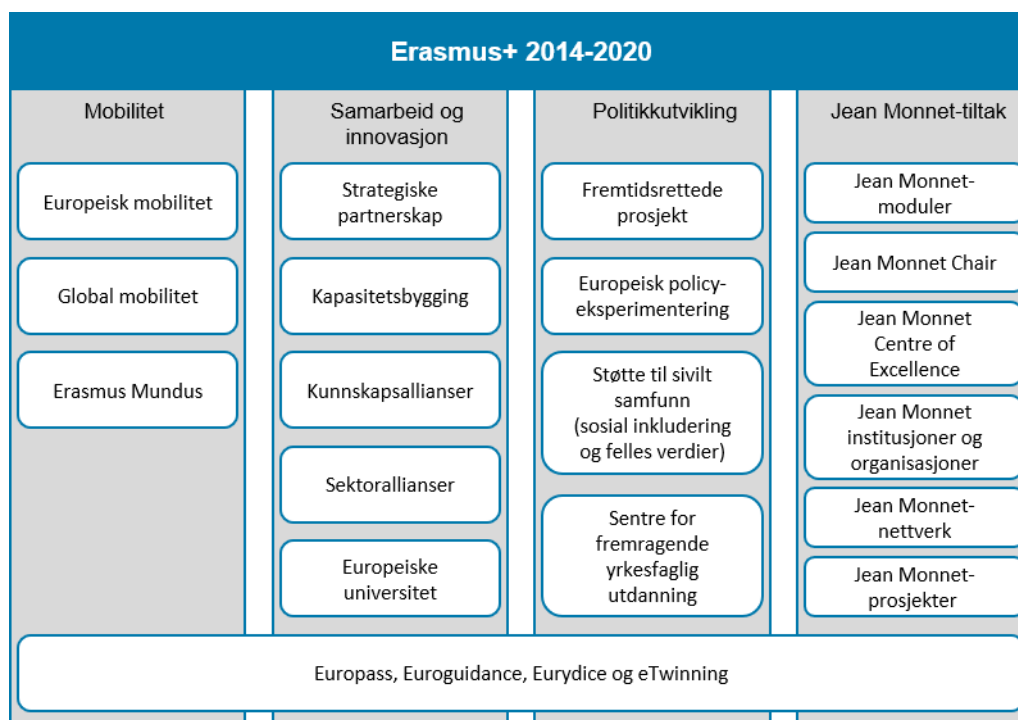 Erasmus+ 2014-2020
Mobilitet
Europeisk mobilitet
Global mobilitet
Erasmus Mundus
Samarbeid og
innovasjon
Strategiske
partnerskap
Kapasitetsbygging
Kunnskapsallianser
Sektorallianser
Europeiske
universitet
Politikkutvikling
Fremtidsrettede
prosjekt
Europeisk policy-
eksperimentering
Støtte til sivilt
samfunn
(sosial inkludering
og felles verdier)
Sentre for
fremragende
yrkesfaglig
utdanning
Jean Monnet-tiltak
Jean Monnet-
moduler
Jean Monnet Chair
Jean Monnet
Centre of
Excellence
Jean Monnet
institusjoner og
organisasjoner
Jean Monnet-
nettverk
Jean Monnet-
prosjekter
Europass, Euroguidance, Eurydice og eTwinning